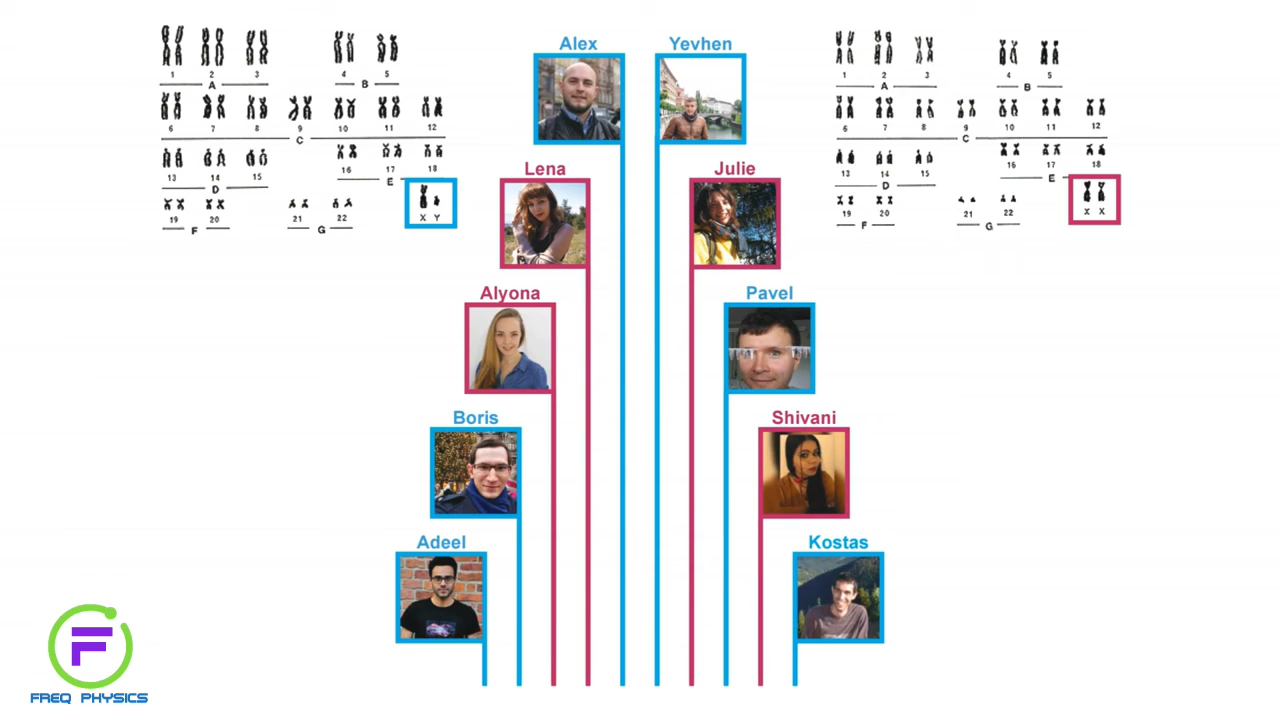 Alex
Yevhen
Lena
Julie
Alyona
Pavel
Boris
Shivani
Adeel
Kostas
1 2 3
A
4 5
B
6 7 8 9 10 11 12
C
13 14 15
D
16 17 18
E
19 20
F
21 22
G
X Y
1 2 3
A
4 5
B
6 7 8 9 10 11 12
C
13 14 15
D
16 17 18
E
19 20
F
21 22
G
X X
F
FREQ PHYSICS